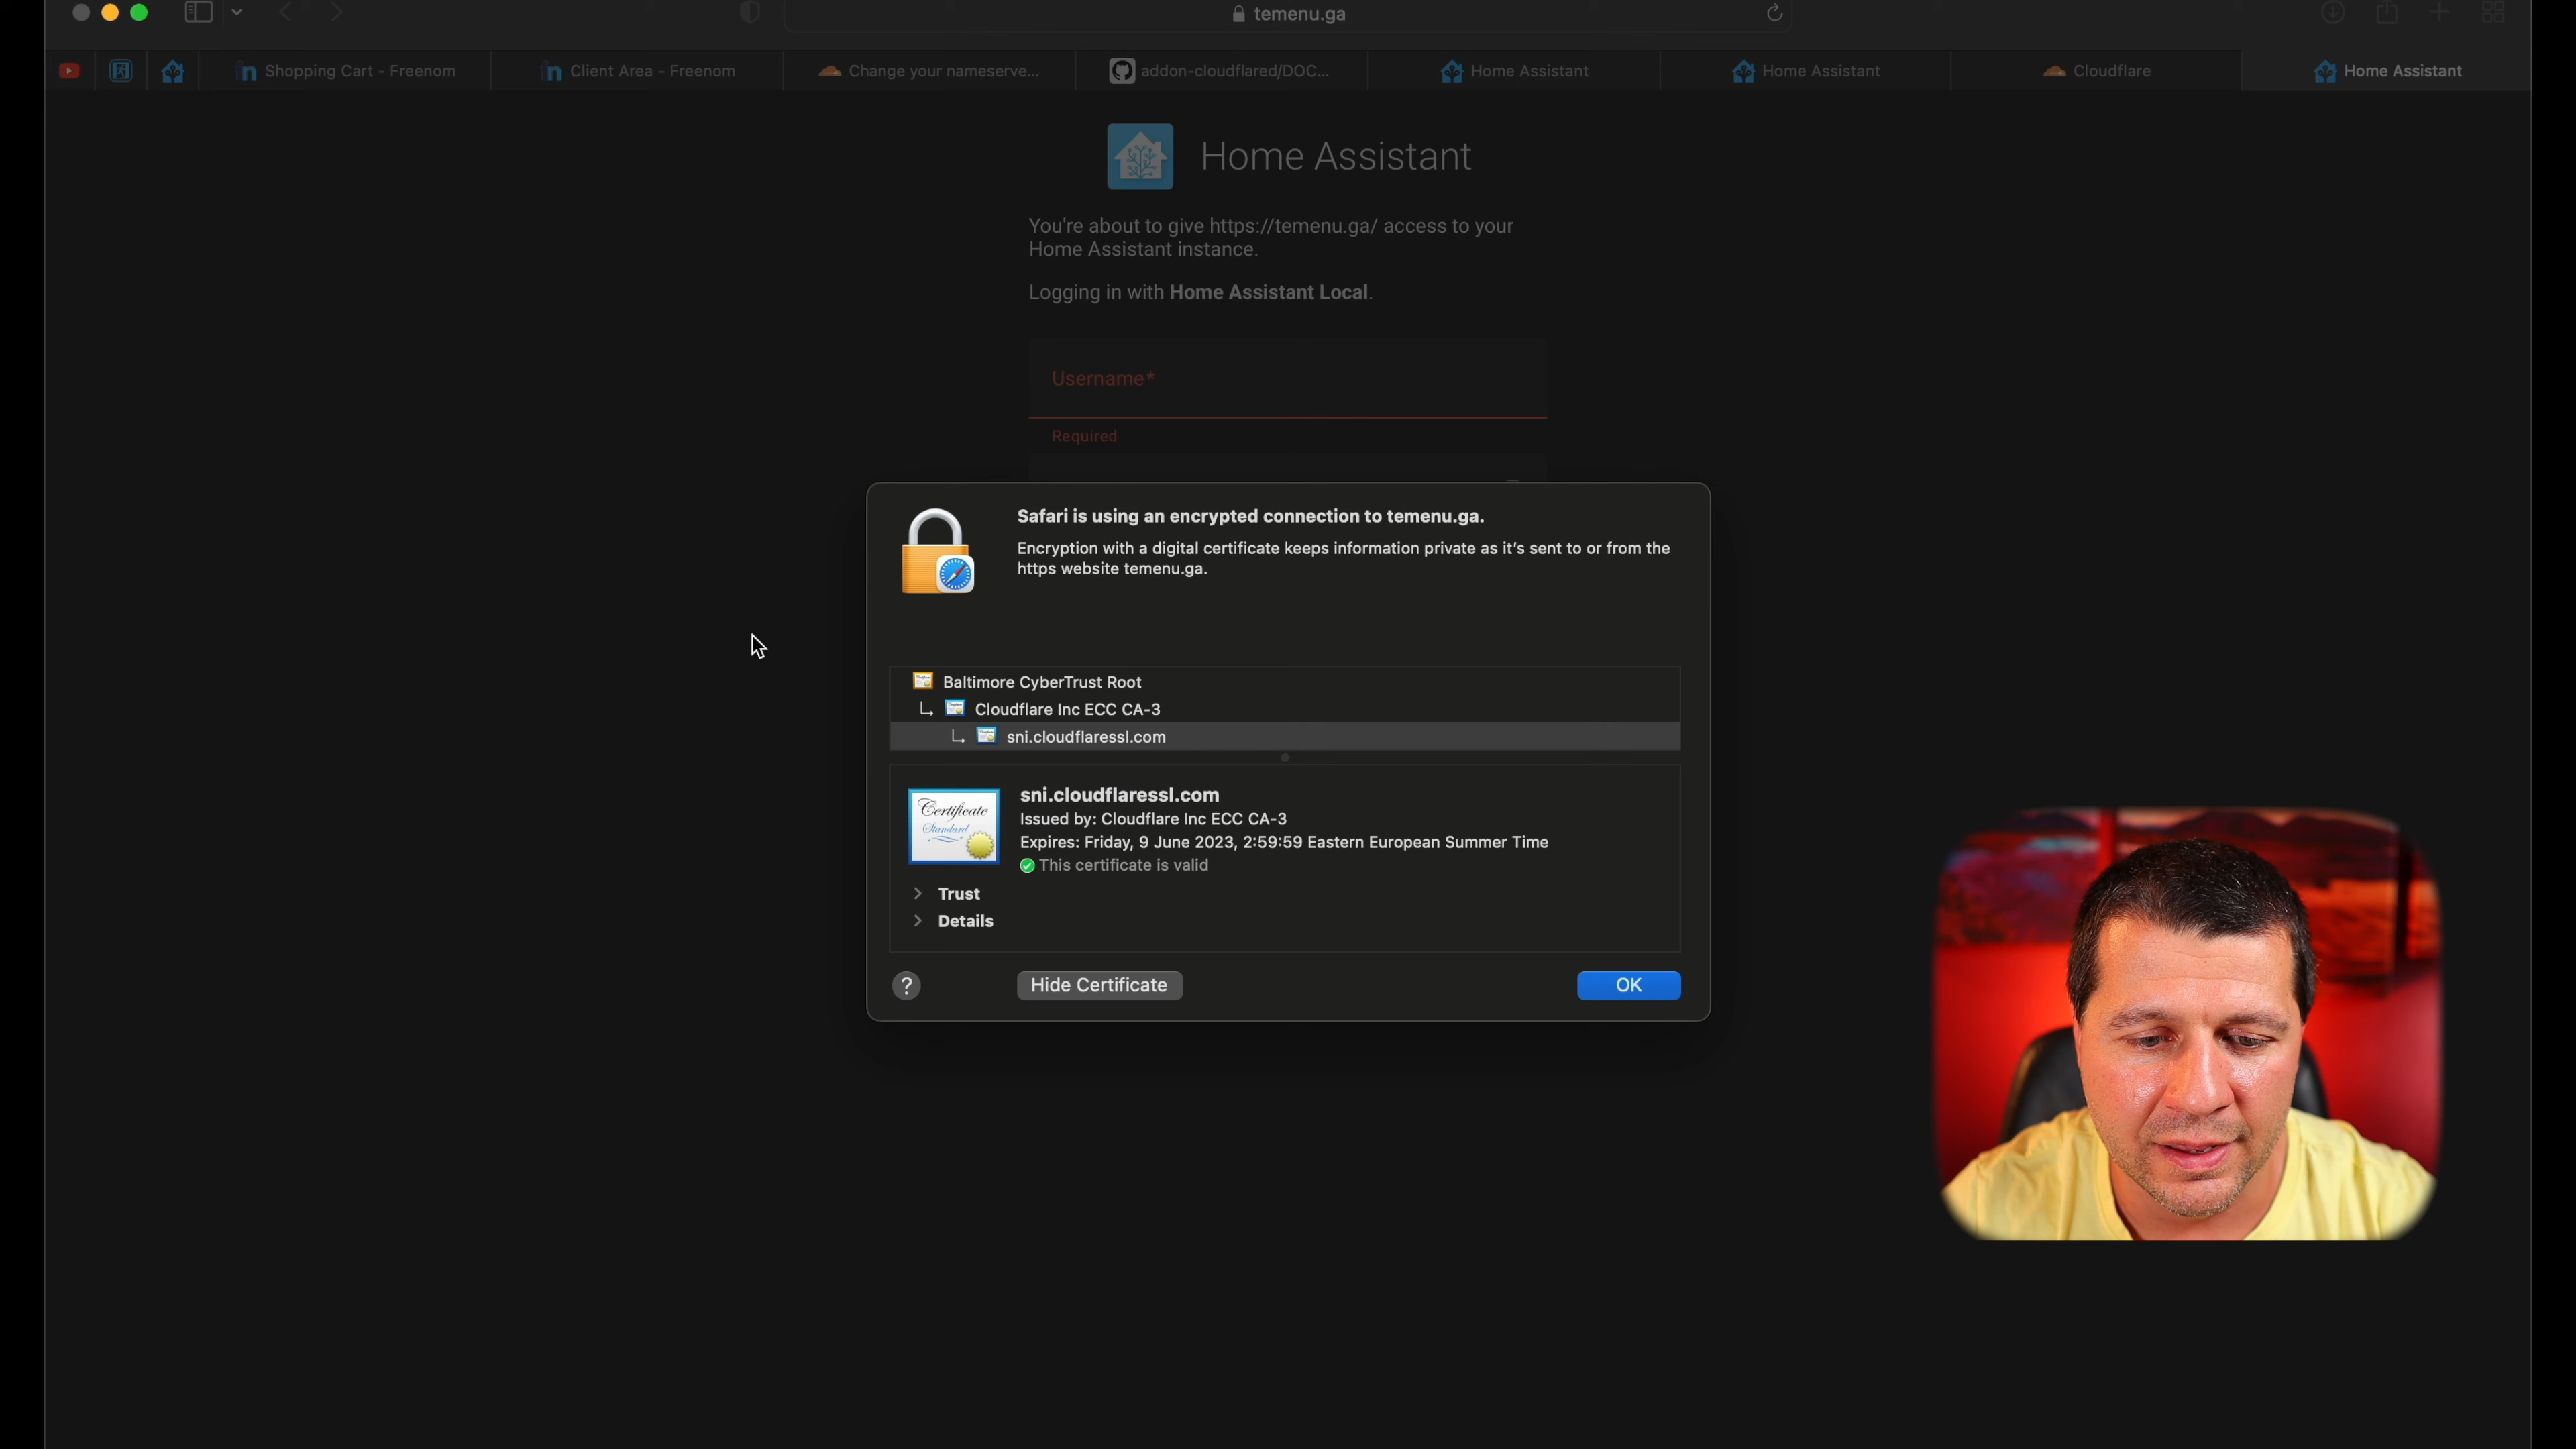 temenu.ga
Shopping Cart - Freenom
Client Area - Freenom
Change your nameserve...
addon-cloudflared/DOC...
Home Assistant
Home Assistant
Cloudflare
Home Assistant
Home Assistant
You're about to give https://temenu.ga/ access to your
Home Assistant instance.
Logging in with Home Assistant Local.
Username*
Required
Safari is using an encrypted connection to temenu.ga.
Encryption with a digital certificate keeps information private as it's sent to or from the
https website temenu.ga.
Baltimore CyberTrust Root
Cloudflare Inc ECC CA-3
sni.cloudflaressl.com
Certificate
Standard
sni.cloudflaressl.com
Issued by: Cloudflare Inc ECC CA-3
Expires: Friday, 9 June 2023, 2:59:59 Eastern European Summer Time
This certificate is valid
Trust
Details
?
Hide Certificate
OK